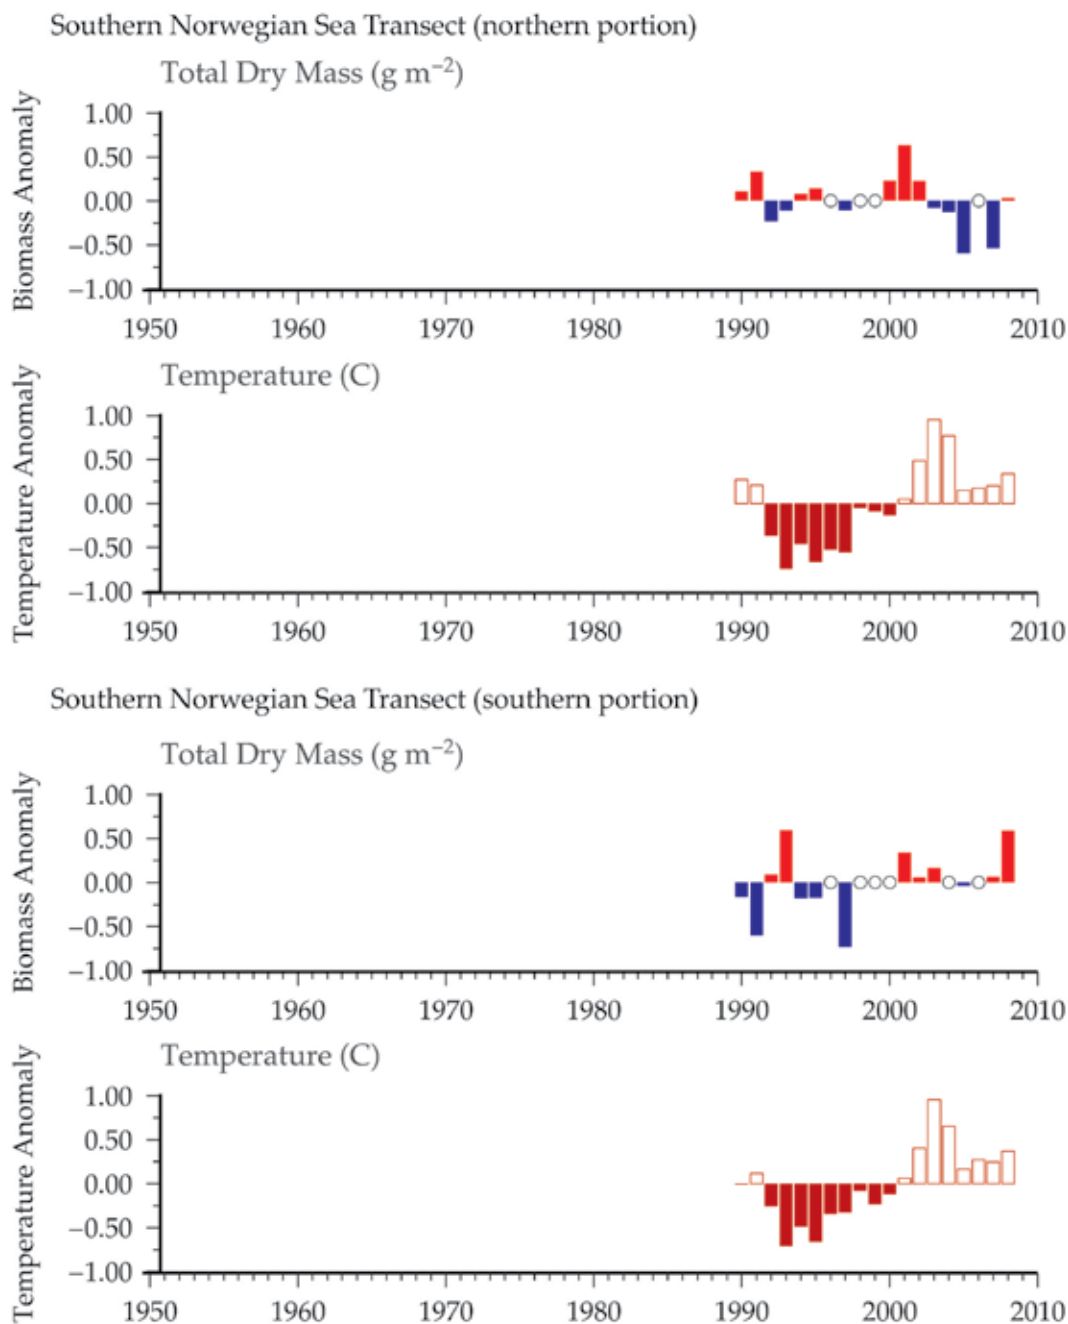 Southern Norwegian Sea Transect (northern portion)
Total Dry Mass (g m⁻²)
Biomass Anomaly
1.00
0.50
0.00
−0.50
−1.00
1950 1960 1970 1980 1990 2000 2010
Temperature (C)
Temperature Anomaly
1.00
0.50
0.00
−0.50
−1.00
1950 1960 1970 1980 1990 2000 2010
Southern Norwegian Sea Transect (southern portion)
Total Dry Mass (g m⁻²)
Biomass Anomaly
1.00
0.50
0.00
−0.50
−1.00
1950 1960 1970 1980 1990 2000 2010
Temperature (C)
Temperature Anomaly
1.00
0.50
0.00
−0.50
−1.00
1950 1960 1970 1980 1990 2000 2010